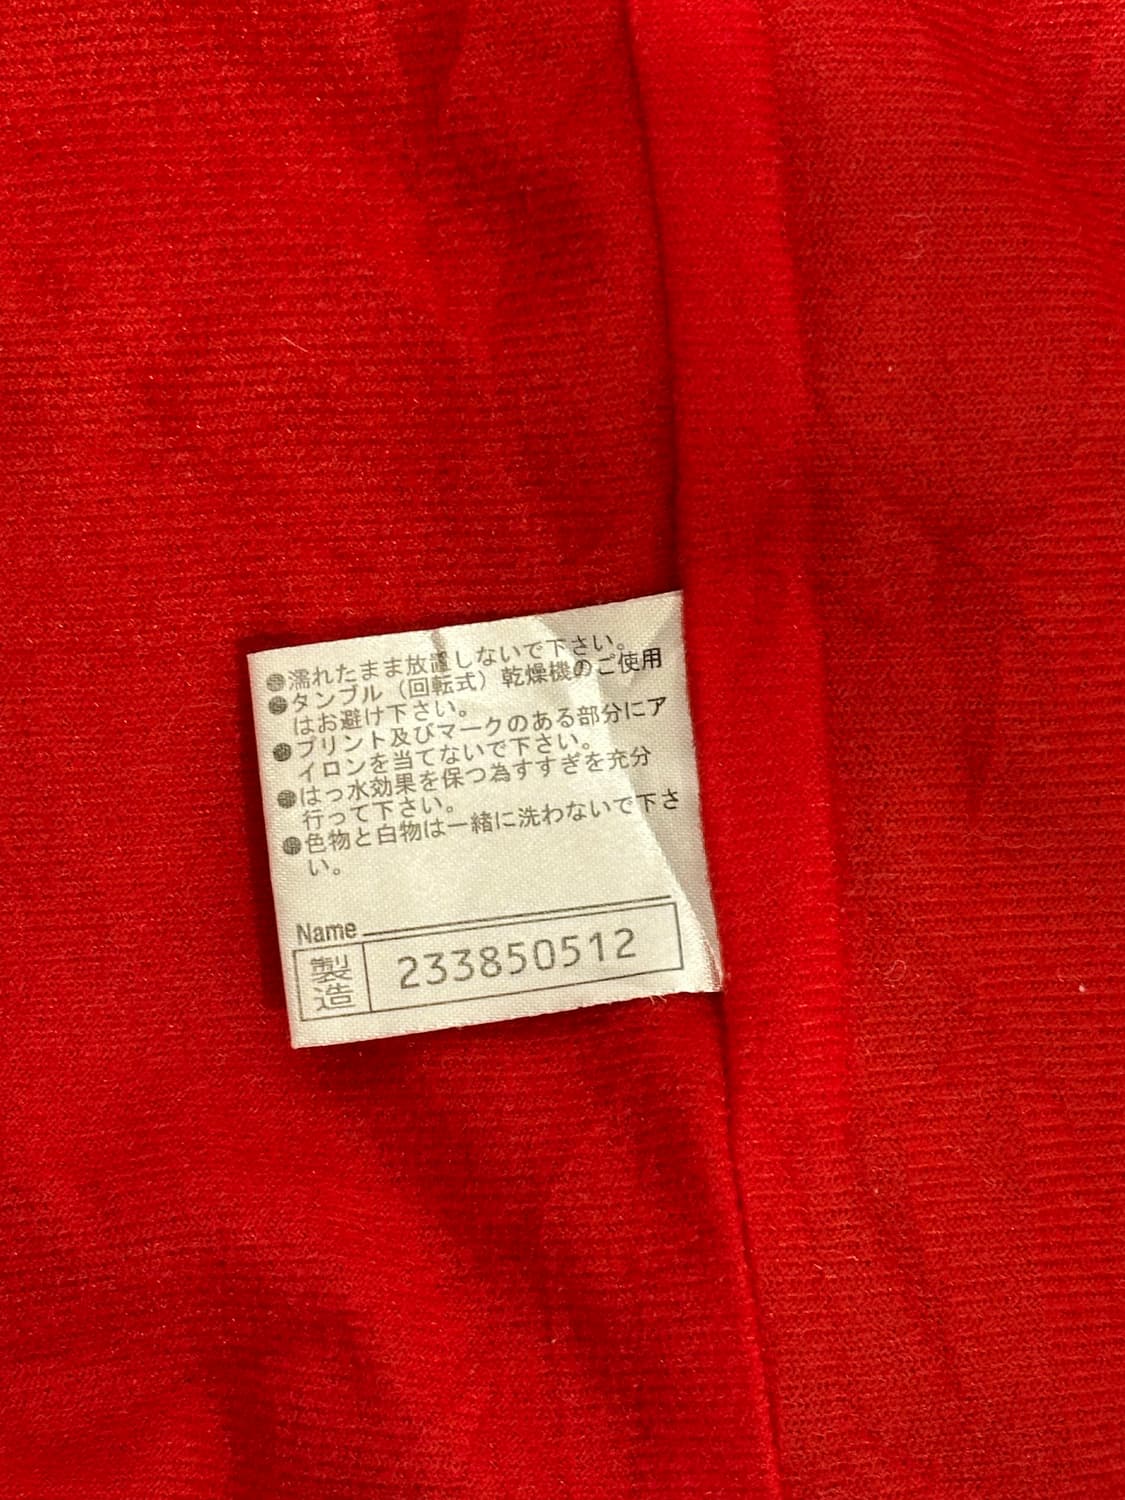 ●濡れたまま放置しないで下さい。
●タンブル(回転式)乾燥機のご使用
はお避け下さい。
●プリント及びマークのある部分にア
イロンを当てないで下さい。
●はっ水効果を保つ為すすぎを充分
行って下さい。
●色物と白物は一緒に洗わないで下さ
い。
Name
製造 233850512